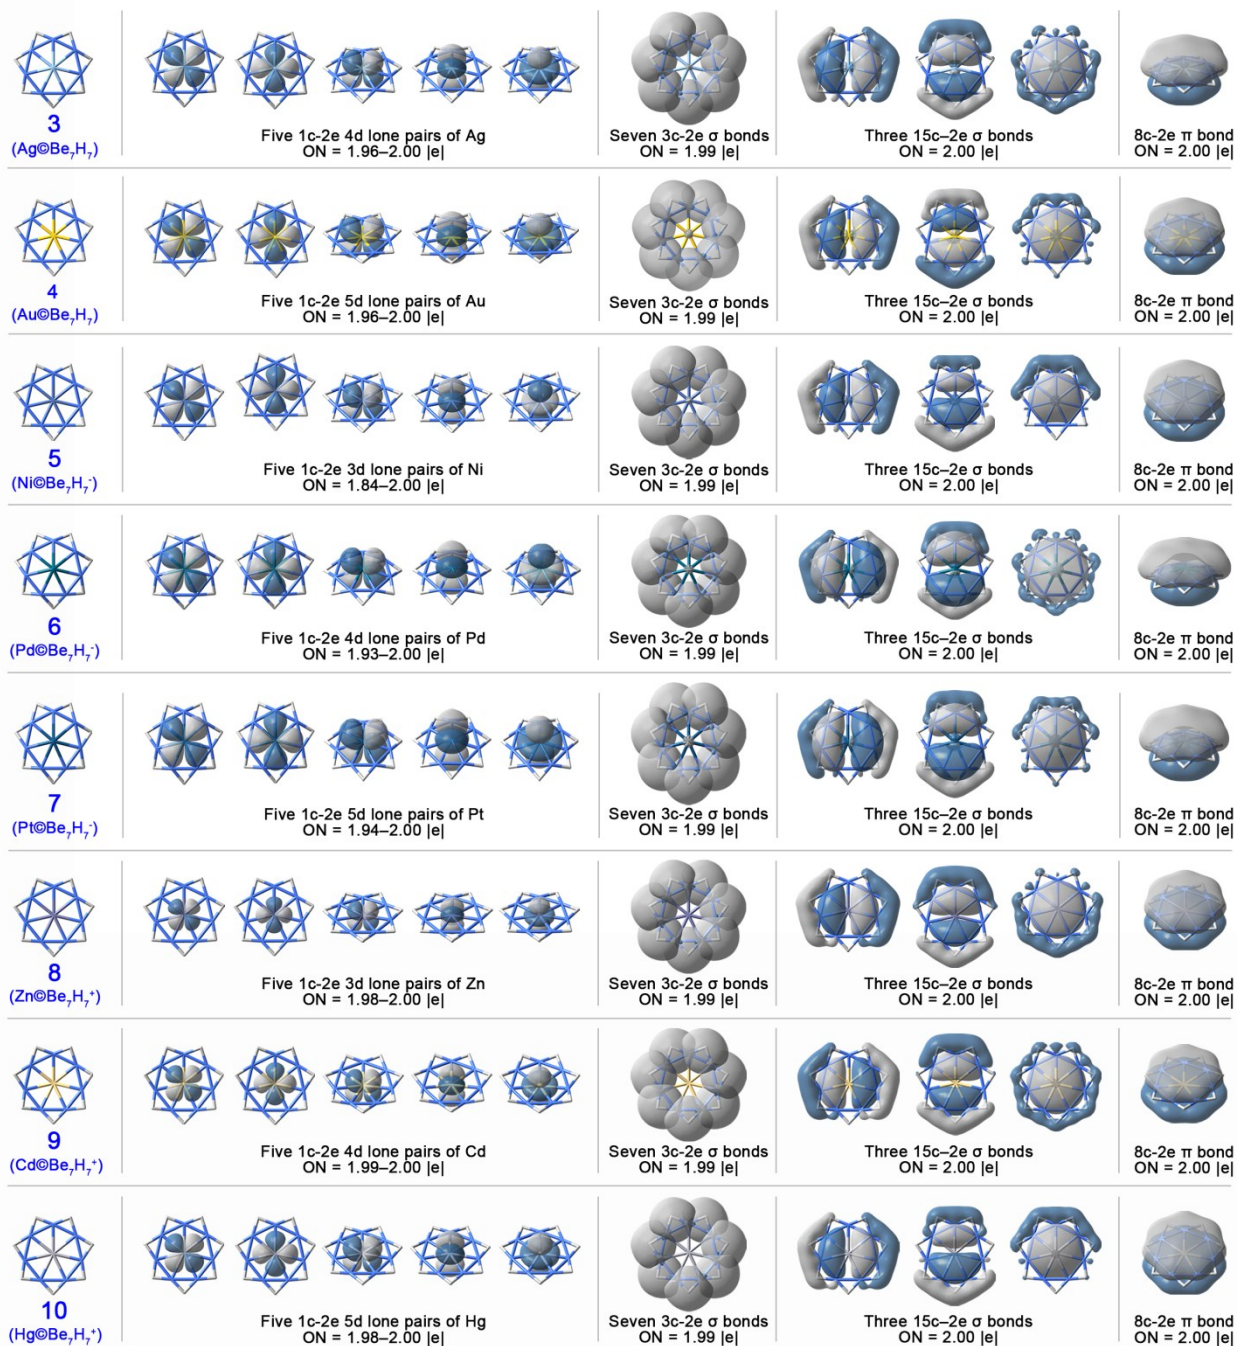 3
(Ag©Be₇H₇)
Five 1c-2e 4d lone pairs of Ag
ON = 1.96–2.00 |e|
Seven 3c-2e σ bonds
ON = 1.99 |e|
Three 15c–2e σ bonds
ON = 2.00 |e|
8c-2e π bond
ON = 2.00 |e|
4
(Au©Be₇H₇)
Five 1c-2e 5d lone pairs of Au
ON = 1.96–2.00 |e|
Seven 3c-2e σ bonds
ON = 1.99 |e|
Three 15c–2e σ bonds
ON = 2.00 |e|
8c-2e π bond
ON = 2.00 |e|
5
(Ni©Be₇H₇⁻)
Five 1c-2e 3d lone pairs of Ni
ON = 1.84–2.00 |e|
Seven 3c-2e σ bonds
ON = 1.99 |e|
Three 15c–2e σ bonds
ON = 2.00 |e|
8c-2e π bond
ON = 2.00 |e|
6
(Pd©Be₇H₇⁻)
Five 1c-2e 4d lone pairs of Pd
ON = 1.93–2.00 |e|
Seven 3c-2e σ bonds
ON = 1.99 |e|
Three 15c–2e σ bonds
ON = 2.00 |e|
8c-2e π bond
ON = 2.00 |e|
7
(Pt©Be₇H₇⁻)
Five 1c-2e 5d lone pairs of Pt
ON = 1.94–2.00 |e|
Seven 3c-2e σ bonds
ON = 1.99 |e|
Three 15c–2e σ bonds
ON = 2.00 |e|
8c-2e π bond
ON = 2.00 |e|
8
(Zn©Be₇H₇⁺)
Five 1c-2e 3d lone pairs of Zn
ON = 1.98–2.00 |e|
Seven 3c-2e σ bonds
ON = 1.99 |e|
Three 15c–2e σ bonds
ON = 2.00 |e|
8c-2e π bond
ON = 2.00 |e|
9
(Cd©Be₇H₇⁺)
Five 1c-2e 4d lone pairs of Cd
ON = 1.99–2.00 |e|
Seven 3c-2e σ bonds
ON = 1.99 |e|
Three 15c–2e σ bonds
ON = 2.00 |e|
8c-2e π bond
ON = 2.00 |e|
10
(Hg©Be₇H₇⁺)
Five 1c-2e 5d lone pairs of Hg
ON = 1.98–2.00 |e|
Seven 3c-2e σ bonds
ON = 1.99 |e|
Three 15c–2e σ bonds
ON = 2.00 |e|
8c-2e π bond
ON = 2.00 |e|